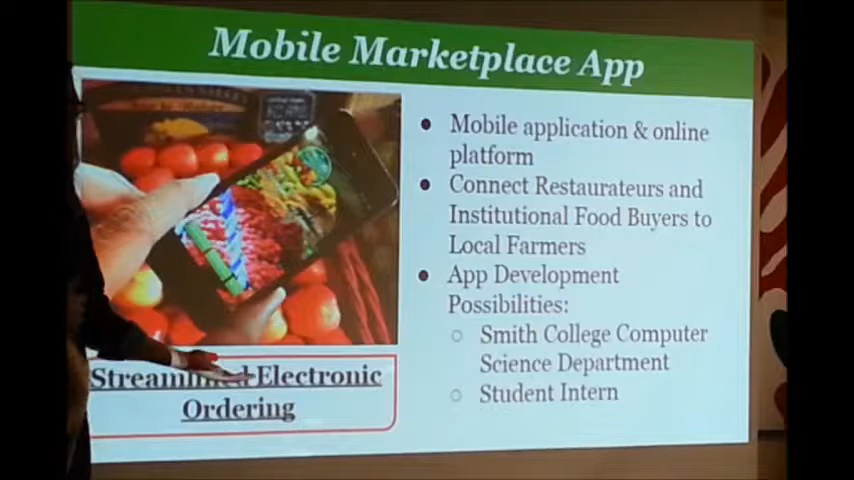 Mobile Marketplace App
● Mobile application & online
platform
● Connect Restaurateurs and
Institutional Food Buyers to
Local Farmers
● App Development
Possibilities:
○ Smith College Computer
Science Department
○ Student Intern
Electronic
Ordering